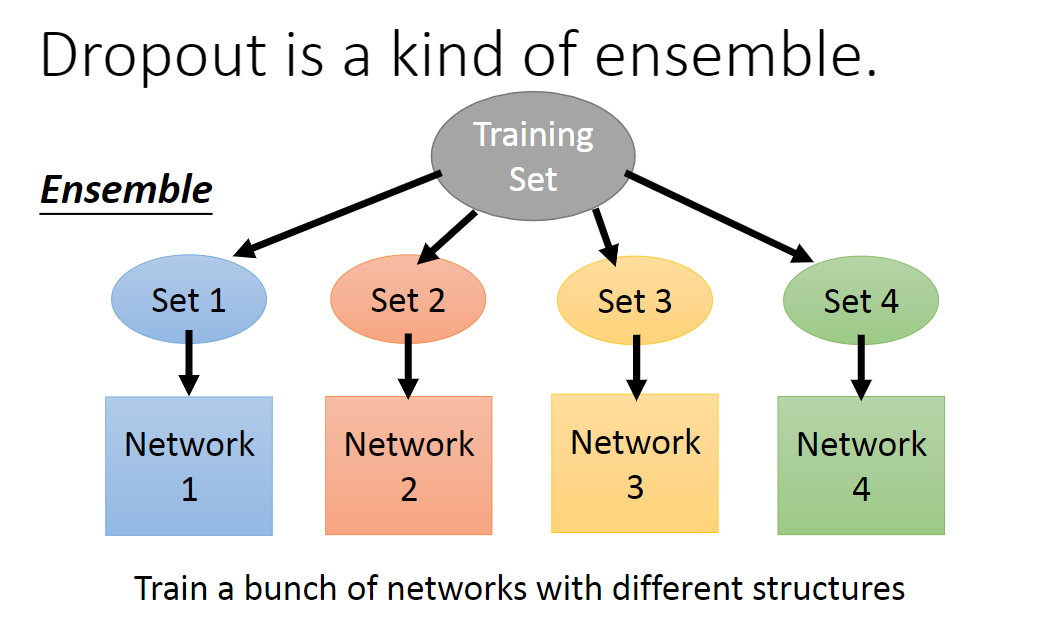 Dropout is a kind of ensemble.
Training
Set
Ensemble
Set 1
Set 2
Set 3
Set 4
Network
1
Network
2
Network
3
Network
4
Train a bunch of networks with different structures